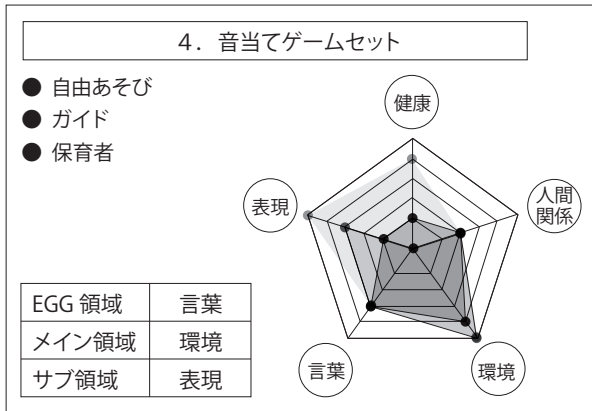 4．音当てゲームセット
● 自由あそび
● ガイド
● 保育者
健康
人間
関係
表現
言葉
環境
EGG 領域 言葉
メイン領域 環境
サブ領域 表現